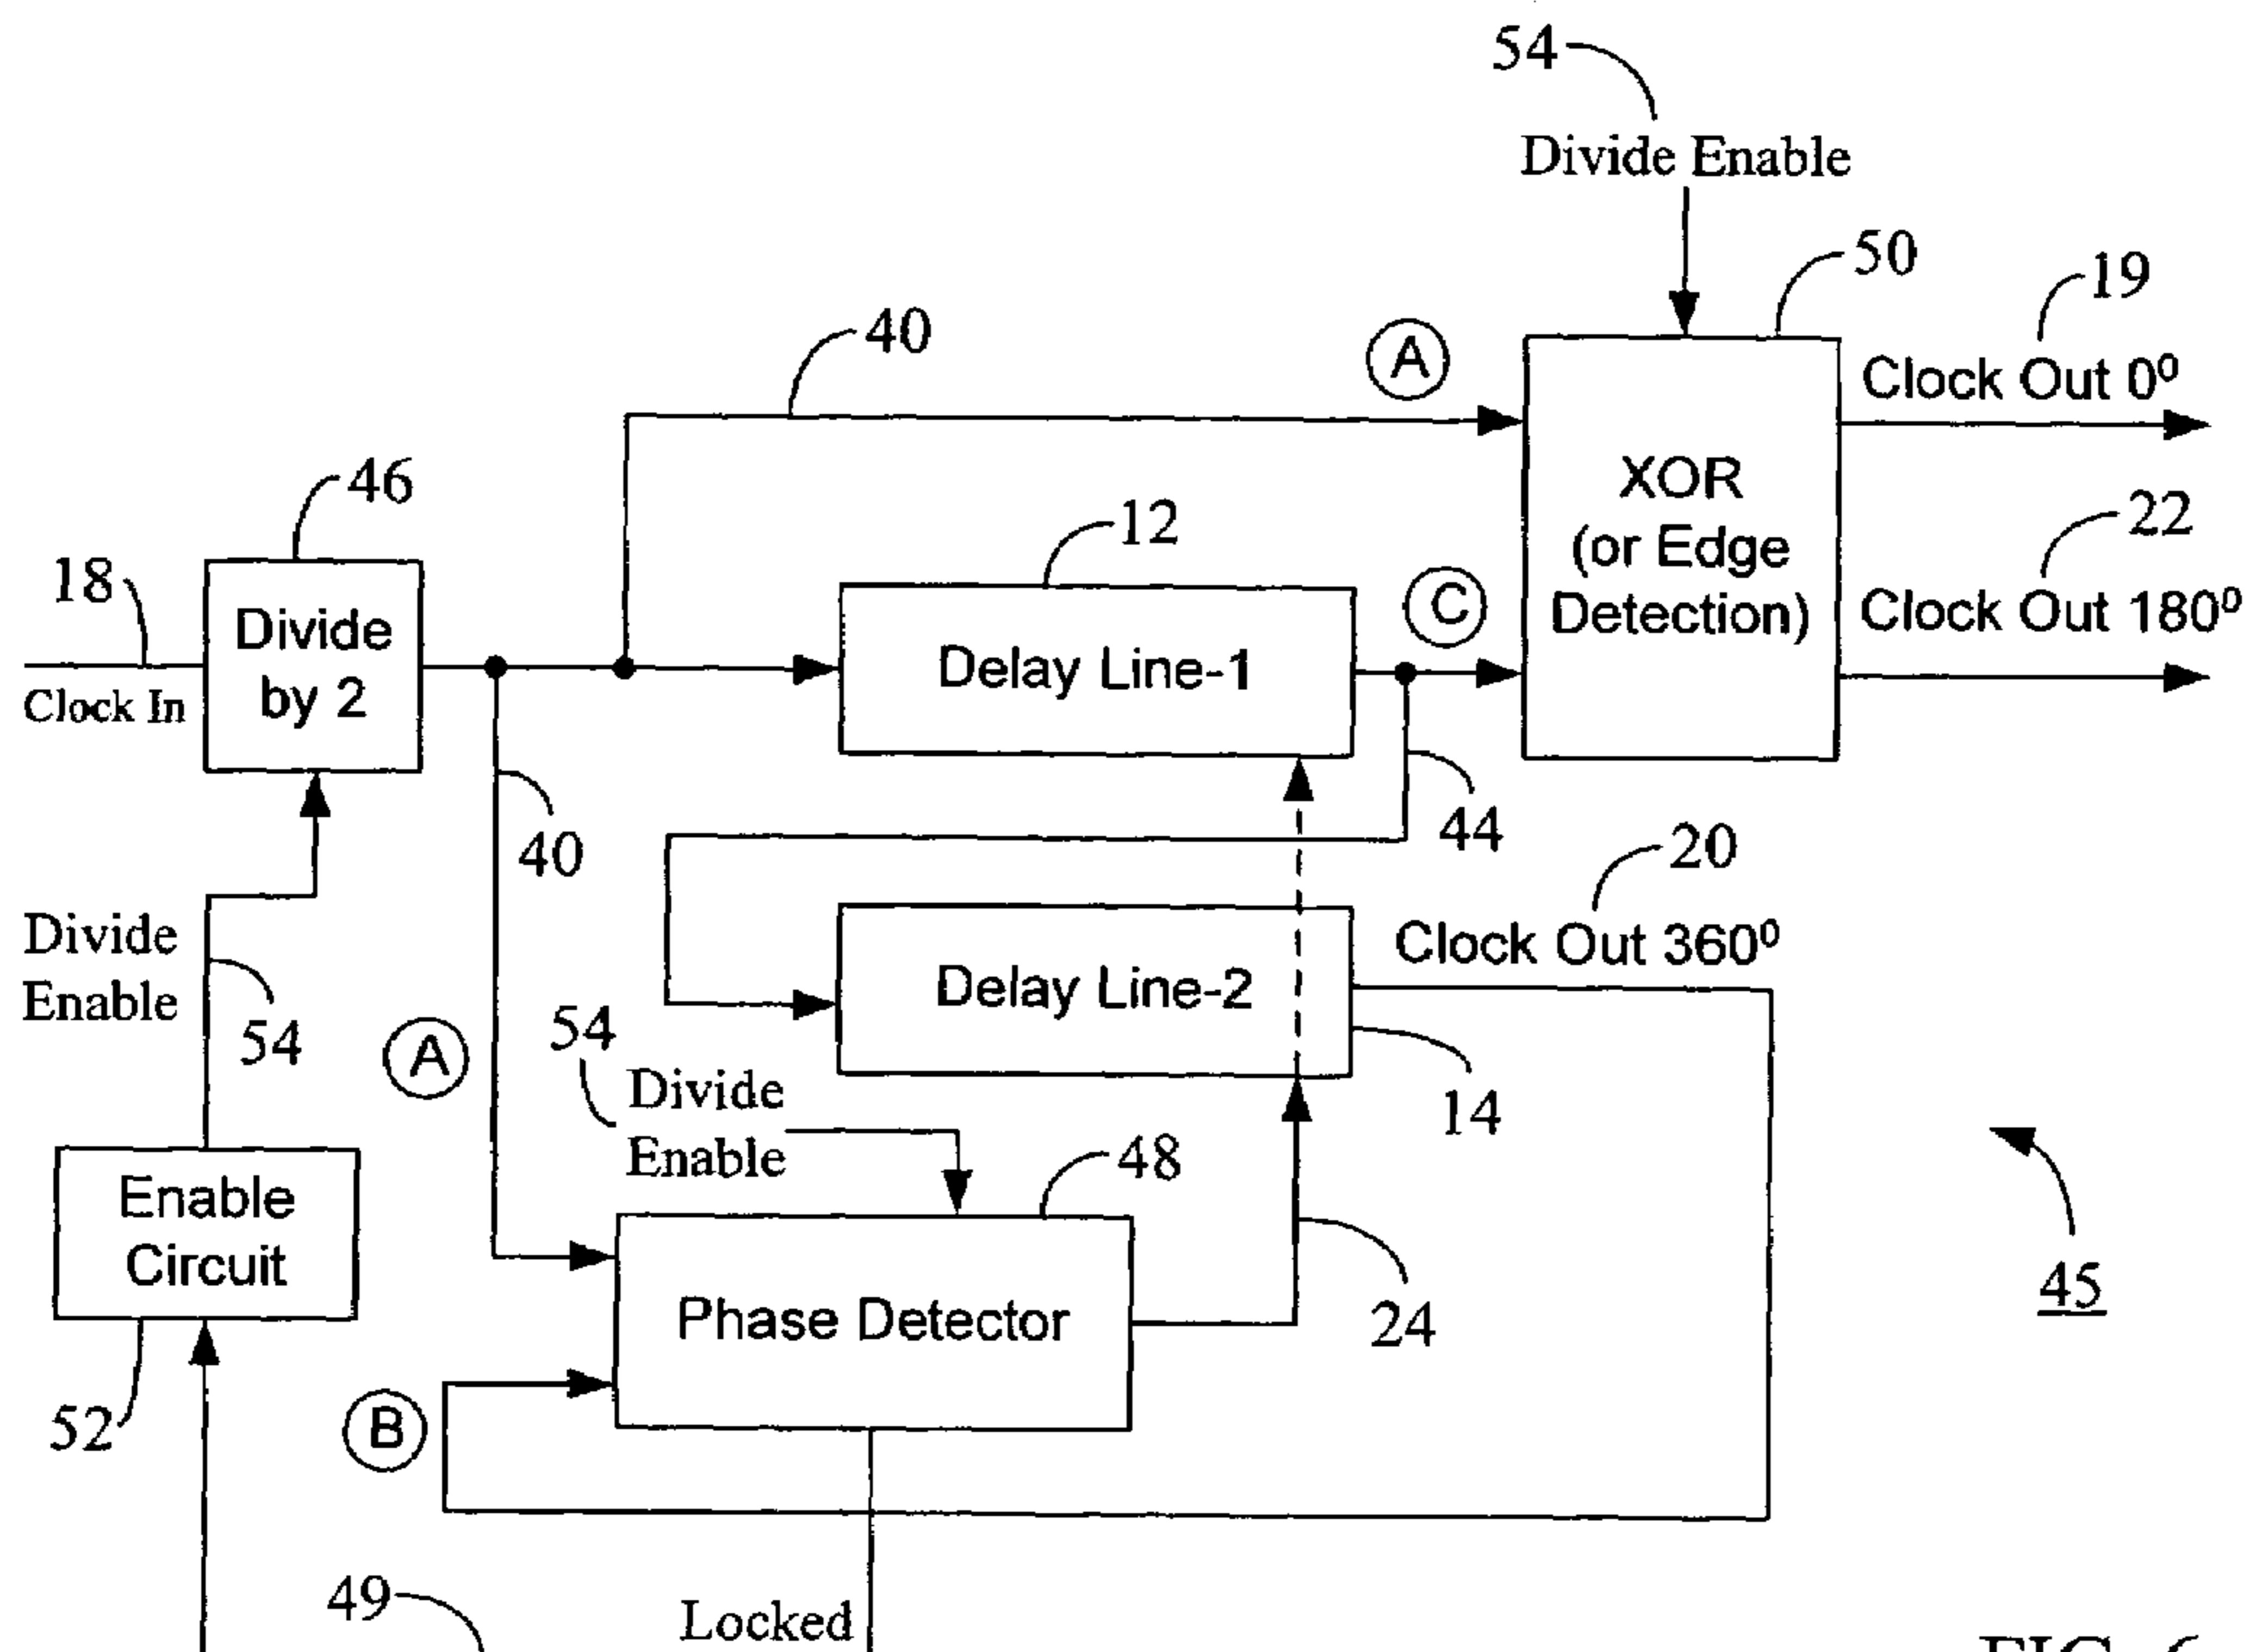 54
Divide Enable
50
19
40
A
Clock Out 0⁰
XOR
(or Edge
Detection)
46
12
22
18
Divide
by 2
Clock In
Delay Line-1
C
Clock Out 180⁰
40
44
20
Divide
Enable
54
Delay Line-2
Clock Out 360⁰
A
54
Divide
Enable
14
48
Enable
Circuit
Phase Detector
24
45
52
B
49
Locked